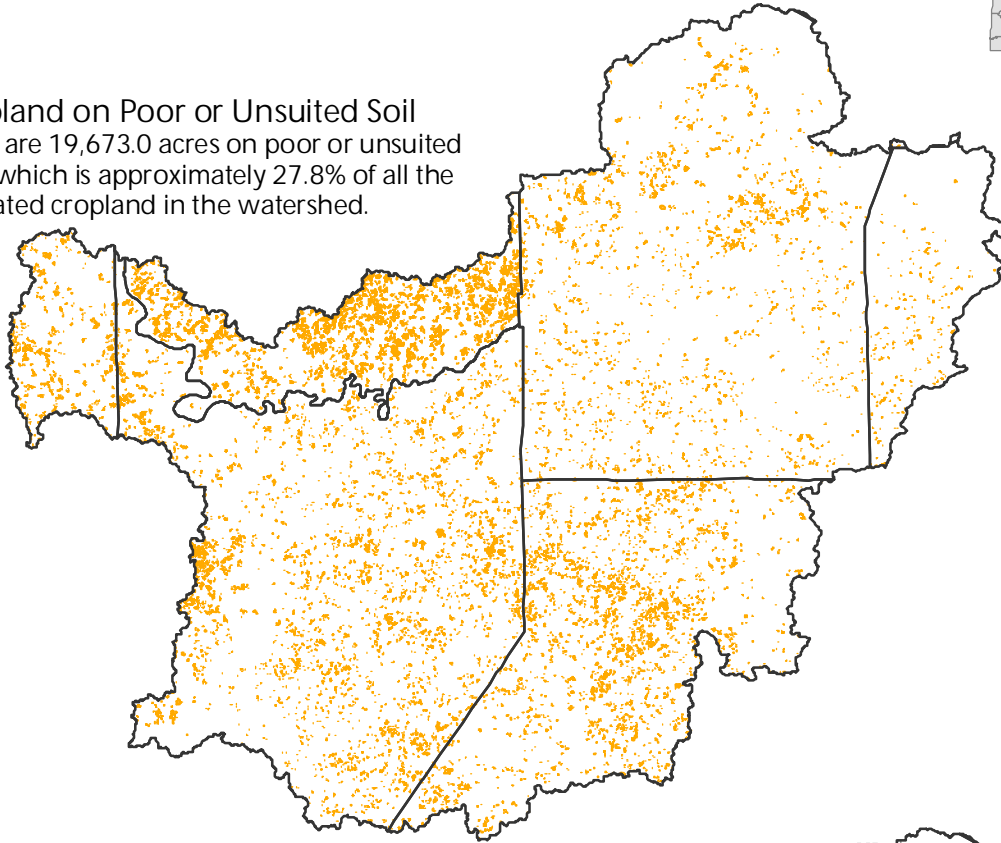 pland on Poor or Unsuited Soil
are 19,673.0 acres on poor or unsuited
which is approximately 27.8% of all the
ated cropland in the watershed.